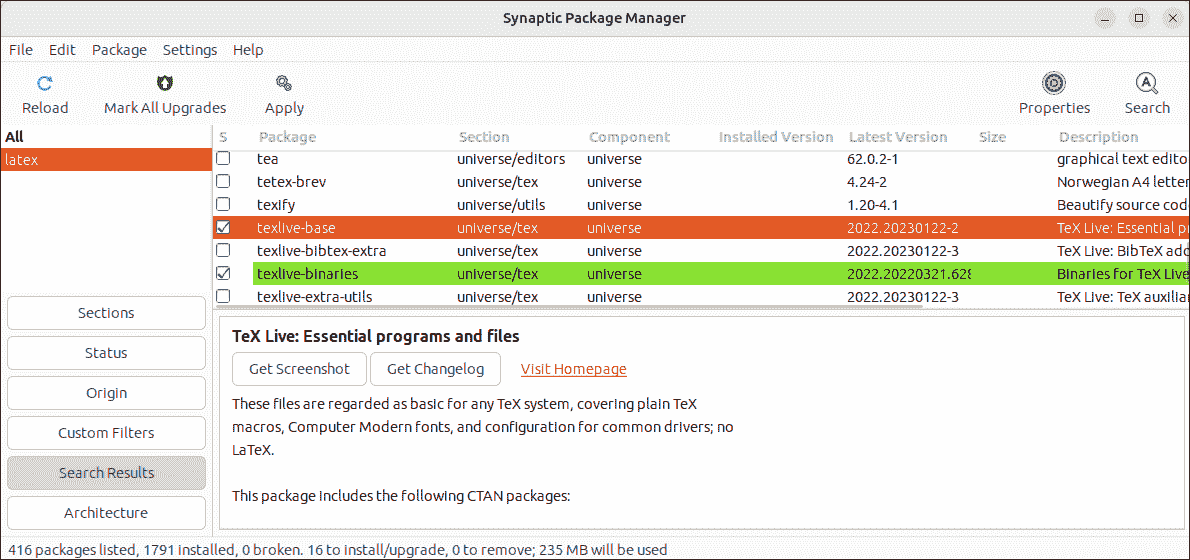 Synaptic Package Manager
File Edit Package Settings Help
Reload Mark All Upgrades Apply Properties Search
All
latex
S Package Section Component Installed Version Latest Version Size Description
tea universe/editors universe 62.0.2-1 graphical text edito
tetex-brev universe/tex universe 4.24-2 Norwegian A4 letter
texify universe/utils universe 1.20-4.1 Beautify source cod
texlive-base universe/tex universe 2022.20230122-2 TeX Live: Essential p
texlive-bibtex-extra universe/tex universe 2022.20230122-3 TeX Live: BibTeX add
texlive-binaries universe/tex universe 2022.20220321.628 Binaries for TeX Live
texlive-extra-utils universe/tex universe 2022.20230122-3 TeX Live: TeX auxilia
Sections
Status
Origin
Custom Filters
Search Results
Architecture
TeX Live: Essential programs and files
Get Screenshot Get Changelog Visit Homepage
These files are regarded as basic for any TeX system, covering plain TeX
macros, Computer Modern fonts, and configuration for common drivers; no
LaTeX.
This package includes the following CTAN packages:
416 packages listed, 1791 installed, 0 broken. 16 to install/upgrade, 0 to remove; 235 MB will be used